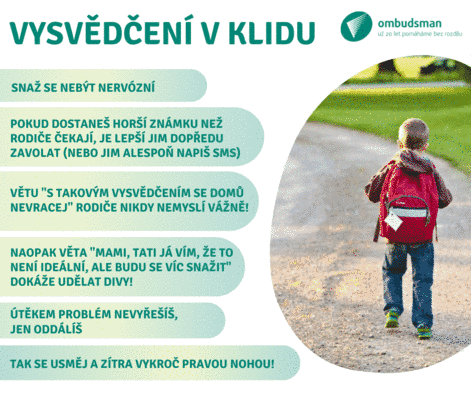 VYSVĚDČENÍ V KLIDU
ombudsman
už 20 let pomáháme bez rozdílu
SNAŽ SE NEBÝT NERVÓZNÍ
POKUD DOSTANEŠ HORŠÍ ZNÁMKU NEŽ
RODIČE ČEKAJÍ, JE LEPŠÍ JIM DOPŘEDU
ZAVOLAT (NEBO JIM ALESPOŇ NAPIŠ SMS)
VĚTU "S TAKOVÝM VYSVĚDČENÍM SE DOMŮ
NEVRACEJ" RODIČE NIKDY NEMYSLÍ VÁŽNĚ!
NAOPAK VĚTA "MAMI, TATI JÁ VÍM, ŽE TO
NENÍ IDEÁLNÍ, ALE BUDU SE VÍC SNAŽIT"
DOKÁŽE UDĚLAT DIVY!
ÚTĚKEM PROBLÉM NEVYŘEŠÍŠ,
JEN ODDÁLÍŠ
TAK SE USMĚJ A ZÍTRA VYKROČ PRAVOU NOHOU!